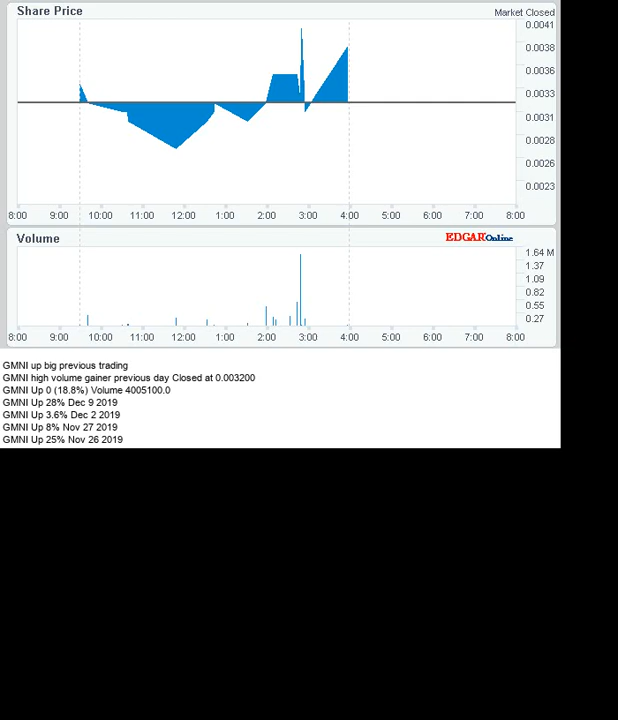 Share Price
Market Closed
0.0041
0.0038
0.0036
0.0033
0.0031
0.0028
0.0026
0.0023
8:00 9:00 10:00 11:00 12:00 1:00 2:00 3:00 4:00 5:00 6:00 7:00 8:00
Volume
EDGAR Online
1.64 M
1.37
1.09
0.82
0.55
0.27
8:00 9:00 10:00 11:00 12:00 1:00 2:00 3:00 4:00 5:00 6:00 7:00 8:00
GMNI up big previous trading
GMNI high volume gainer previous day Closed at 0.003200
GMNI Up 0 (18.8%) Volume 4005100.0
GMNI Up 28% Dec 9 2019
GMNI Up 3.6% Dec 2 2019
GMNI Up 8% Nov 27 2019
GMNI Up 25% Nov 26 2019